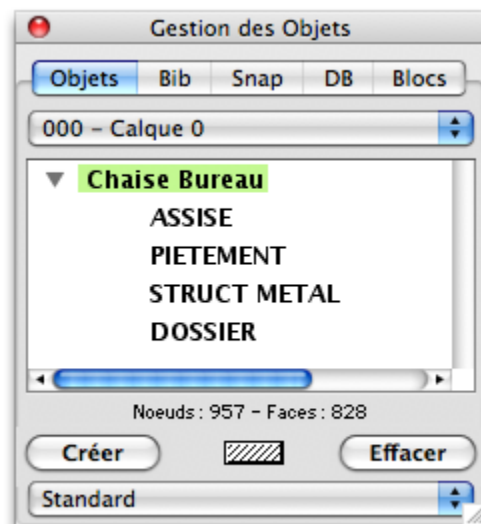 Gestion des Objets
Objets Bib Snap DB Blocs
000 – Calque 0
Chaise Bureau
ASSISE
PIETEMENT
STRUCT METAL
DOSSIER
Noeuds : 957 – Faces : 828
Créer Effacer
Standard